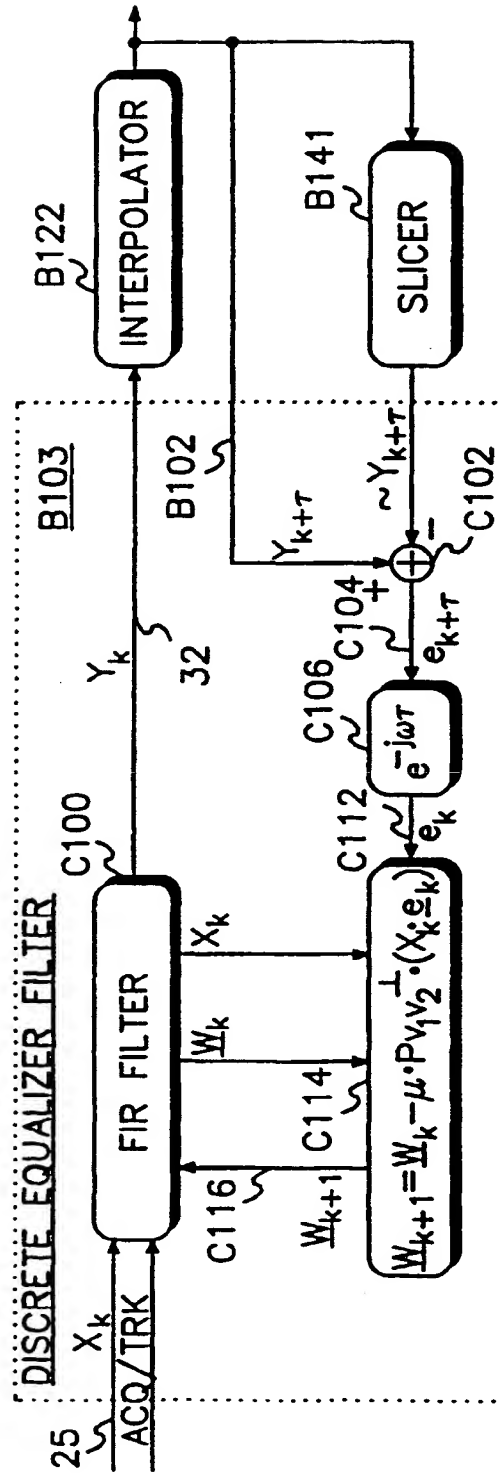 DISCRETE EQUALIZER FILTER
B103
25
X_k
ACQ/TRK
C100
FIR FILTER
Y_k
32
B122
INTERPOLATOR
B102
C116
W_{k+1}
W_k
X_k
C114
W_{k+1}=W_k-μ·Pv_1v_2^⊥·(X_k·e_k)
C112
e_k
C106
e^{-jωτ}
C104
e_{k+τ}
+
Y_{k+τ}
+
-
C102
~Y_{k+τ}
B141
SLICER